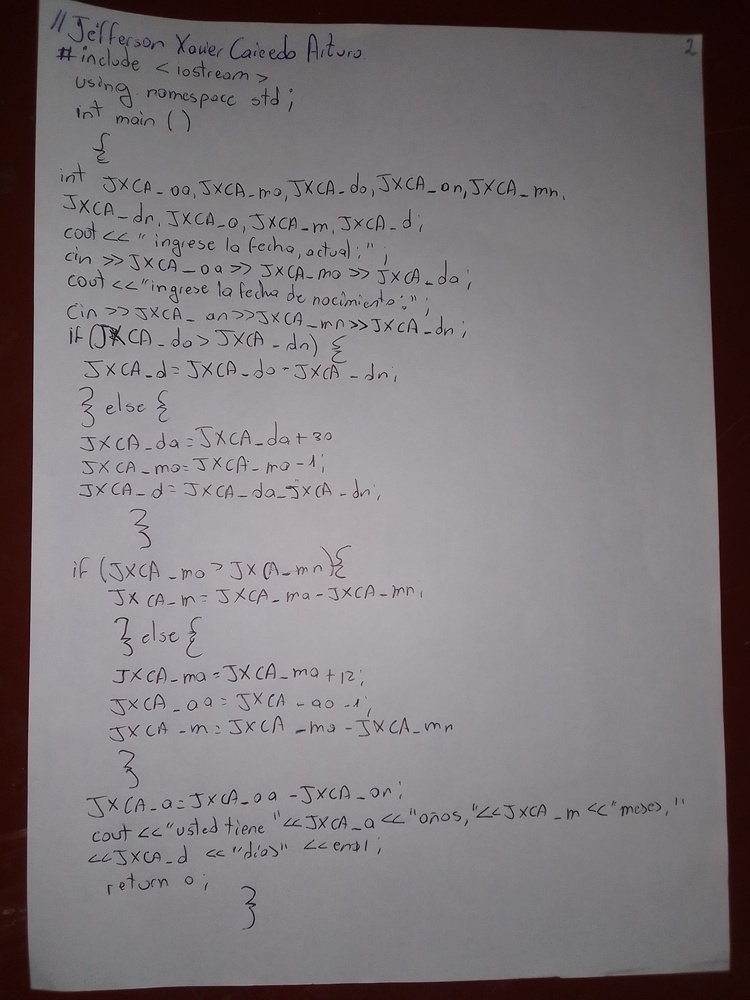 //Jefferson Xavier Caicedo Arturo
2
#include <iostream>
using namespace std;
int main ()
{
int JXCA_aa, JXCA_ma, JXCA_da, JXCA_an, JXCA_mn,
JXCA_dn, JXCA_a, JXCA_m, JXCA_d;
cout << "ingrese la fecha, actual:";
cin >> JXCA_aa >> JXCA_ma >> JXCA_da;
cout <<"ingrese la fecha de nacimiento:";
cin >> JXCA_an >> JXCA_mn >> JXCA_dn;
if (JXCA_da > JXCA_dn) {
JXCA_d = JXCA_da - JXCA_dn;
} else {
JXCA_da = JXCA_da + 30
JXCA_ma = JXCA_ma - 1;
JXCA_d = JXCA_da - JXCA_dn;
}
if (JXCA_ma > JXCA_mn){
JXCA_m = JXCA_ma - JXCA_mn;
} else {
JXCA_ma = JXCA_ma + 12;
JXCA_aa = JXCA_aa - 1;
JXCA_m = JXCA_ma - JXCA_mn
}
JXCA_a = JXCA_aa - JXCA_an;
cout << "usted tiene "<< JXCA_a << "años,"<< JXCA_m << "meses,"
<< JXCA_d << "días" << endl;
return 0;
}